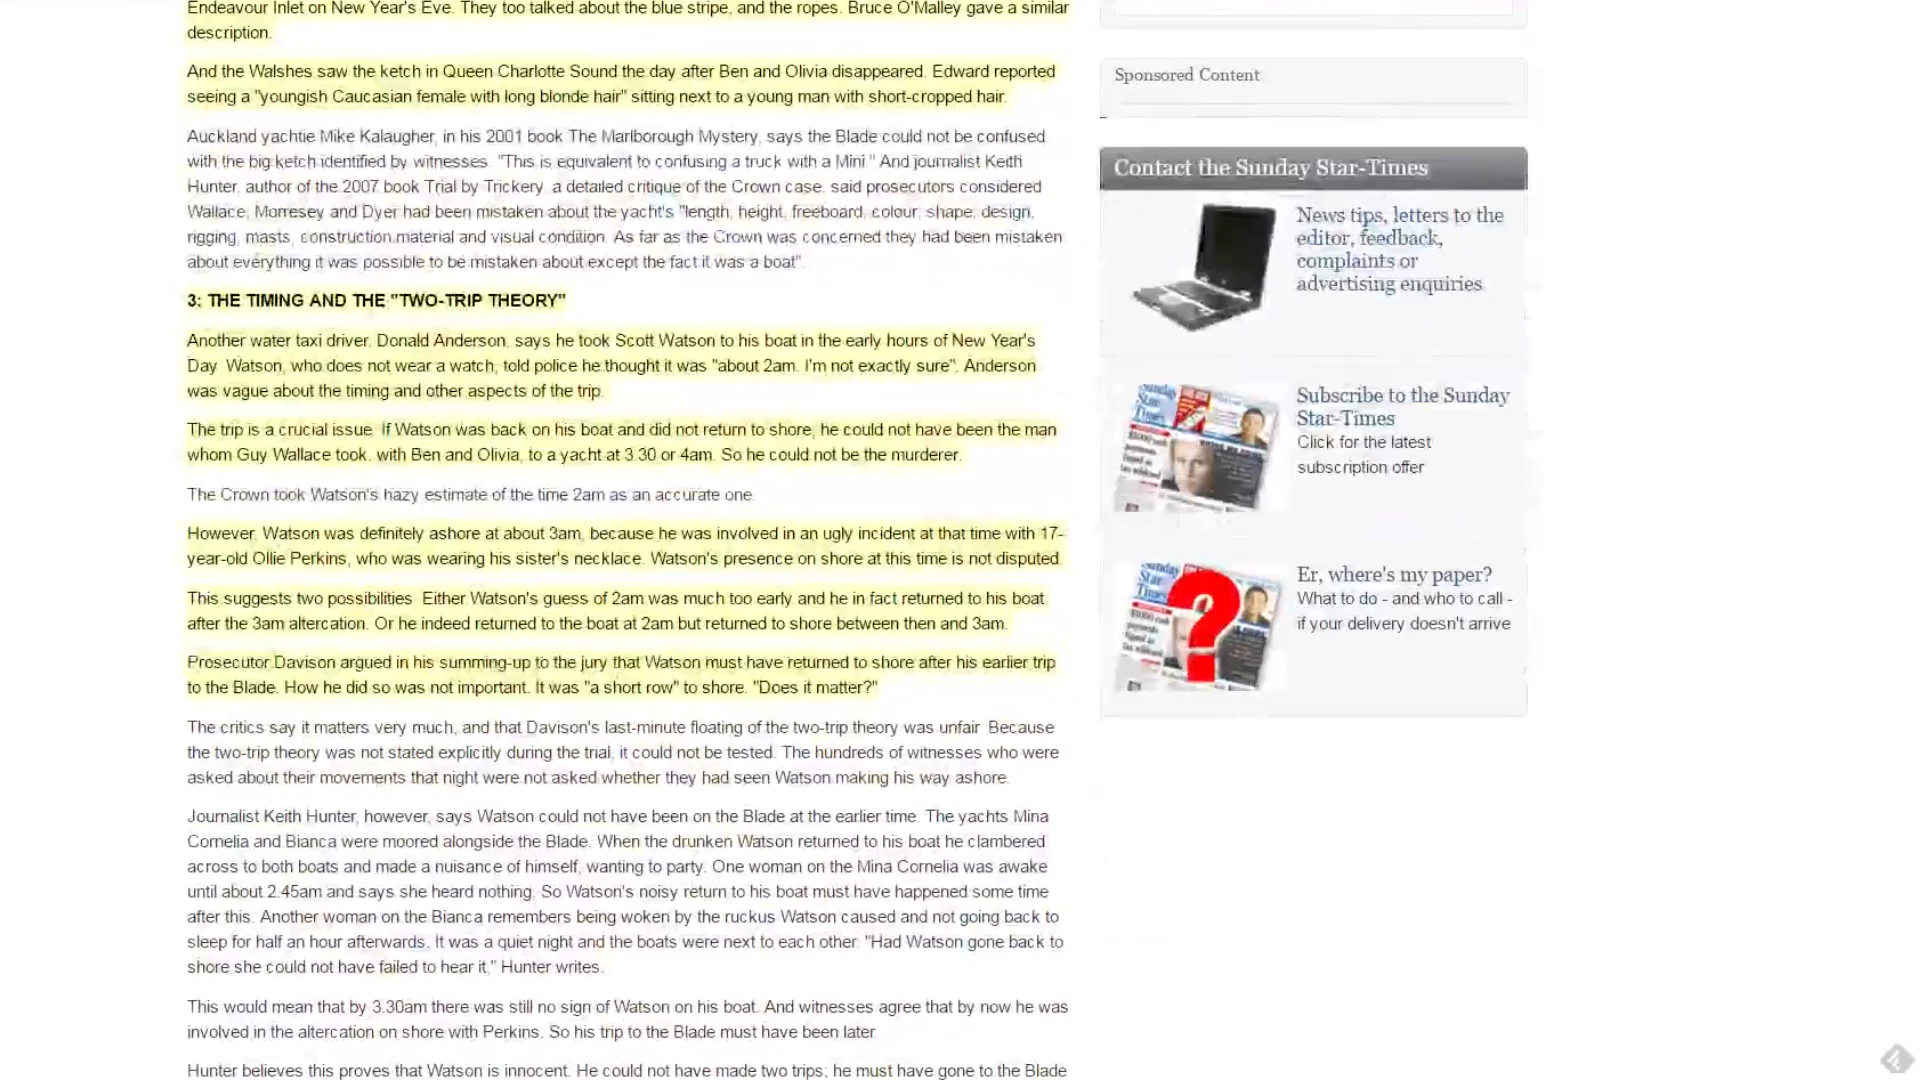 Endeavour Inlet on New Year's Eve. They too talked about the blue stripe, and the ropes. Bruce O'Malley gave a similar
description.
And the Walshes saw the ketch in Queen Charlotte Sound the day after Ben and Olivia disappeared. Edward reported
seeing a "youngish Caucasian female with long blonde hair" sitting next to a young man with short-cropped hair.
Auckland yachtie Mike Kalaugher, in his 2001 book The Marlborough Mystery, says the Blade could not be confused
with the big ketch identified by witnesses. "This is equivalent to confusing a truck with a Mini." And journalist Keith
Hunter, author of the 2007 book Trial by Trickery, a detailed critique of the Crown case, said prosecutors considered
Wallace, Morresey and Dyer had been mistaken about the yacht's "length, height, freeboard, colour, shape, design,
rigging, masts, construction material and visual condition. As far as the Crown was concerned they had been mistaken
about everything it was possible to be mistaken about except the fact it was a boat".
3: THE TIMING AND THE "TWO-TRIP THEORY"
Another water taxi driver, Donald Anderson, says he took Scott Watson to his boat in the early hours of New Year's
Day. Watson, who does not wear a watch, told police he thought it was "about 2am. I'm not exactly sure". Anderson
was vague about the timing and other aspects of the trip.
The trip is a crucial issue. If Watson was back on his boat and did not return to shore, he could not have been the man
whom Guy Wallace took, with Ben and Olivia, to a yacht at 3.30 or 4am. So he could not be the murderer.
The Crown took Watson's hazy estimate of the time 2am as an accurate one.
However, Watson was definitely ashore at about 3am, because he was involved in an ugly incident at that time with 17-
year-old Ollie Perkins, who was wearing his sister's necklace. Watson's presence on shore at this time is not disputed.
This suggests two possibilities. Either Watson's guess of 2am was much too early and he in fact returned to his boat
after the 3am altercation. Or he indeed returned to the boat at 2am but returned to shore between then and 3am.
Prosecutor Davison argued in his summing-up to the jury that Watson must have returned to shore after his earlier trip
to the Blade. How he did so was not important. It was "a short row" to shore. "Does it matter?"
The critics say it matters very much, and that Davison's last-minute floating of the two-trip theory was unfair. Because
the two-trip theory was not stated explicitly during the trial, it could not be tested. The hundreds of witnesses who were
asked about their movements that night were not asked whether they had seen Watson making his way ashore.
Journalist Keith Hunter, however, says Watson could not have been on the Blade at the earlier time. The yachts Mina
Cornelia and Bianca were moored alongside the Blade. When the drunken Watson returned to his boat he clambered
across to both boats and made a nuisance of himself, wanting to party. One woman on the Mina Cornelia was awake
until about 2.45am and says she heard nothing. So Watson's noisy return to his boat must have happened some time
after this. Another woman on the Bianca remembers being woken by the ruckus Watson caused and not going back to
sleep for half an hour afterwards. It was a quiet night and the boats were next to each other. "Had Watson gone back to
shore she could not have failed to hear it," Hunter writes.
This would mean that by 3.30am there was still no sign of Watson on his boat. And witnesses agree that by now he was
involved in the altercation on shore with Perkins. So his trip to the Blade must have been later.
Hunter believes this proves that Watson is innocent. He could not have made two trips; he must have gone to the Blade
Sponsored Content
Contact the Sunday Star-Times
News tips, letters to the
editor, feedback,
complaints or
advertising enquiries
Subscribe to the Sunday
Star-Times
Click for the latest
subscription offer
Er, where's my paper?
What to do - and who to call -
if your delivery doesn't arrive
Sunday
Star
Times
Sunday
Star
Times
?